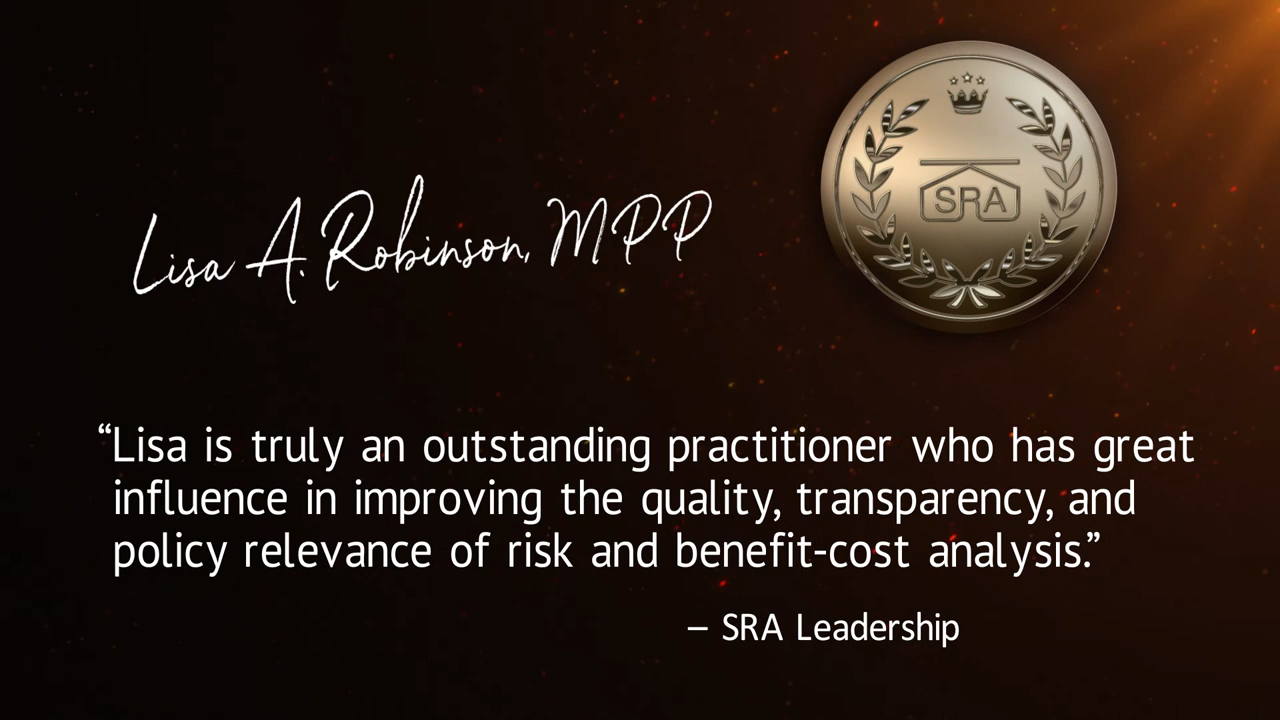 SRA
Lisa A. Robinson, MPP
“Lisa is truly an outstanding practitioner who has great
influence in improving the quality, transparency, and
policy relevance of risk and benefit-cost analysis.”
– SRA Leadership